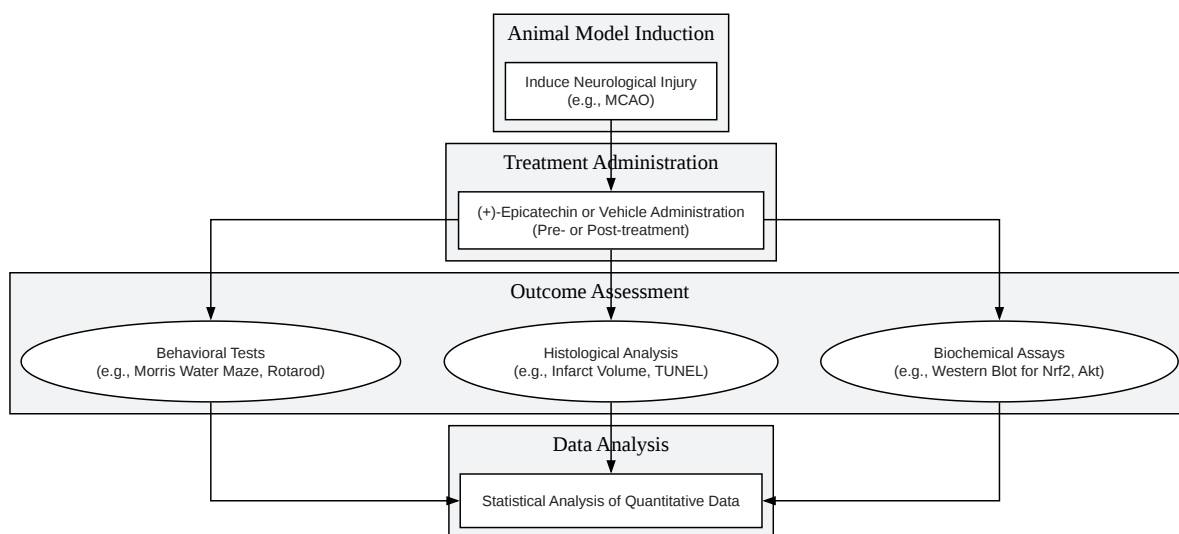 Animal Model Induction
Induce Neurological Injury
(e.g., MCAO)
Treatment Administration
(+)-Epicatechin or Vehicle Administration
(Pre- or Post-treatment)
Outcome Assessment
Behavioral Tests
(e.g., Morris Water Maze, Rotarod)
Histological Analysis
(e.g., Infarct Volume, TUNEL)
Biochemical Assays
(e.g., Western Blot for Nrf2, Akt)
Data Analysis
Statistical Analysis of Quantitative Data